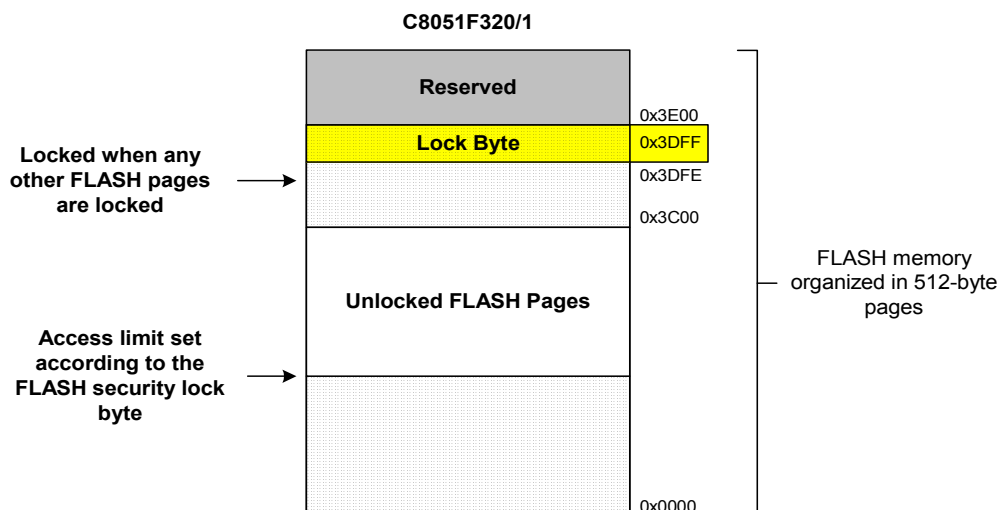 C8051F320/1
Reserved
0x3E00
Lock Byte
0x3DFF
0x3DFE
Locked when any
other FLASH pages
are locked
0x3C00
Unlocked FLASH Pages
FLASH memory
organized in 512-byte
pages
Access limit set
according to the
FLASH security lock
byte
0x0000